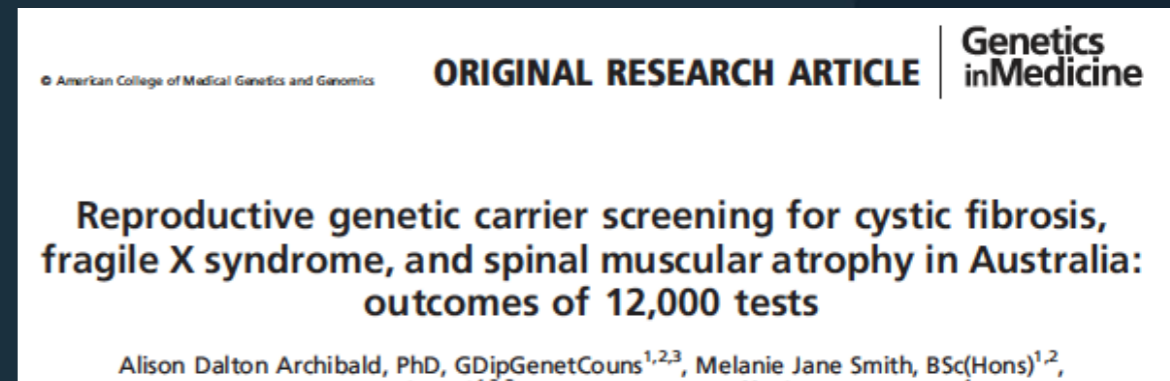 © American College of Medical Genetics and Genomics
ORIGINAL RESEARCH ARTICLE
Genetics
inMedicine
Reproductive genetic carrier screening for cystic fibrosis,
fragile X syndrome, and spinal muscular atrophy in Australia:
outcomes of 12,000 tests
Alison Dalton Archibald, PhD, GDipGenetCouns1,2,3, Melanie Jane Smith, BSc(Hons)1,2,